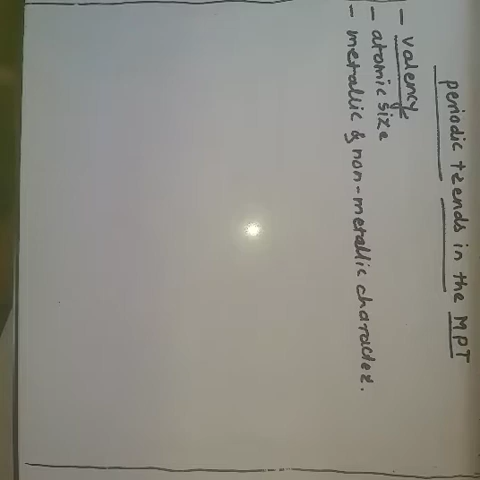 periodic trends in the MPT
- valency
- atomic size
- metallic & non-metallic character.